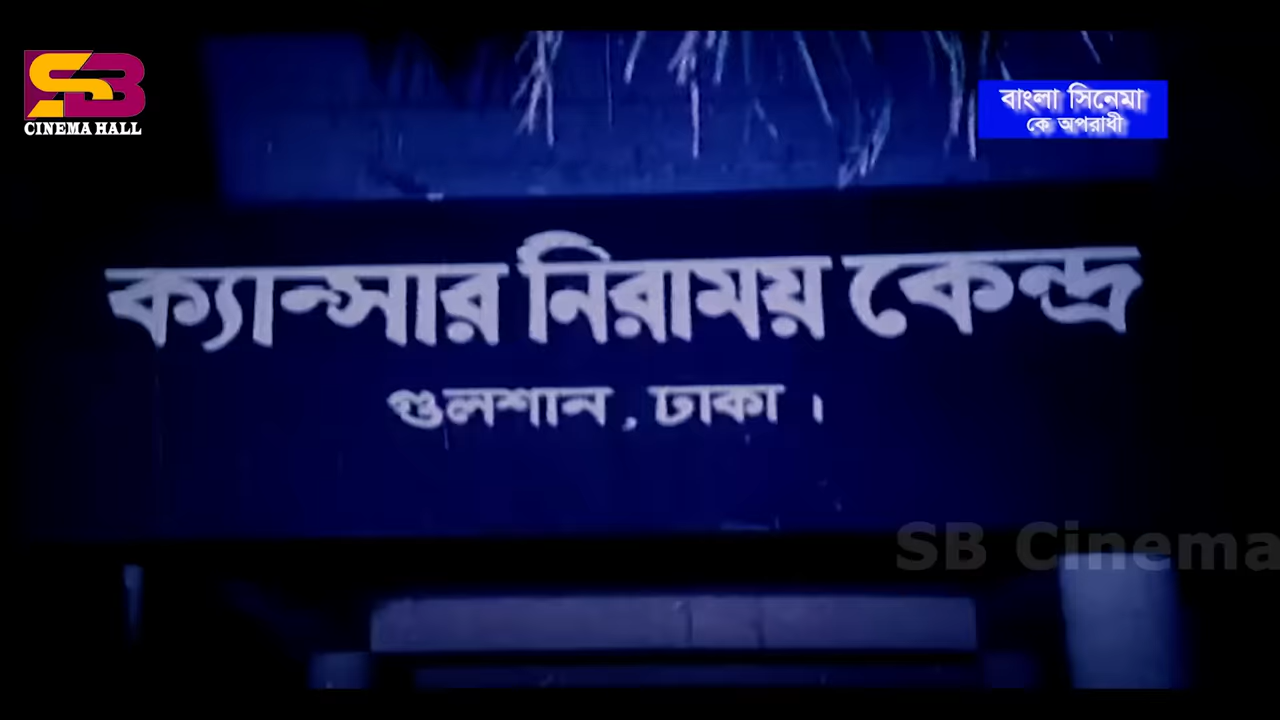 SB
CINEMA HALL
বাংলা সিনেমা
কে অপরাধী
ক্যান্সার নিরাময় কেন্দ্র
গুলশান , ঢাকা ।
SB Cinema